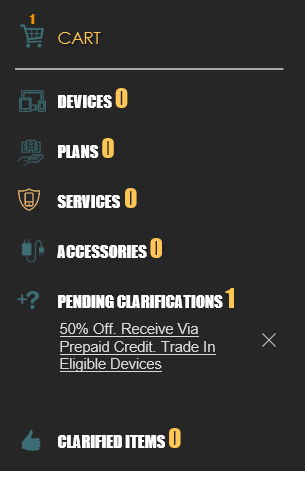 1
CART
DEVICES 0
PLANS 0
SERVICES 0
ACCESSORIES 0
+?
PENDING CLARIFICATIONS 1
50% Off. Receive Via
Prepaid Credit. Trade In
Eligible Devices
CLARIFIED ITEMS 0